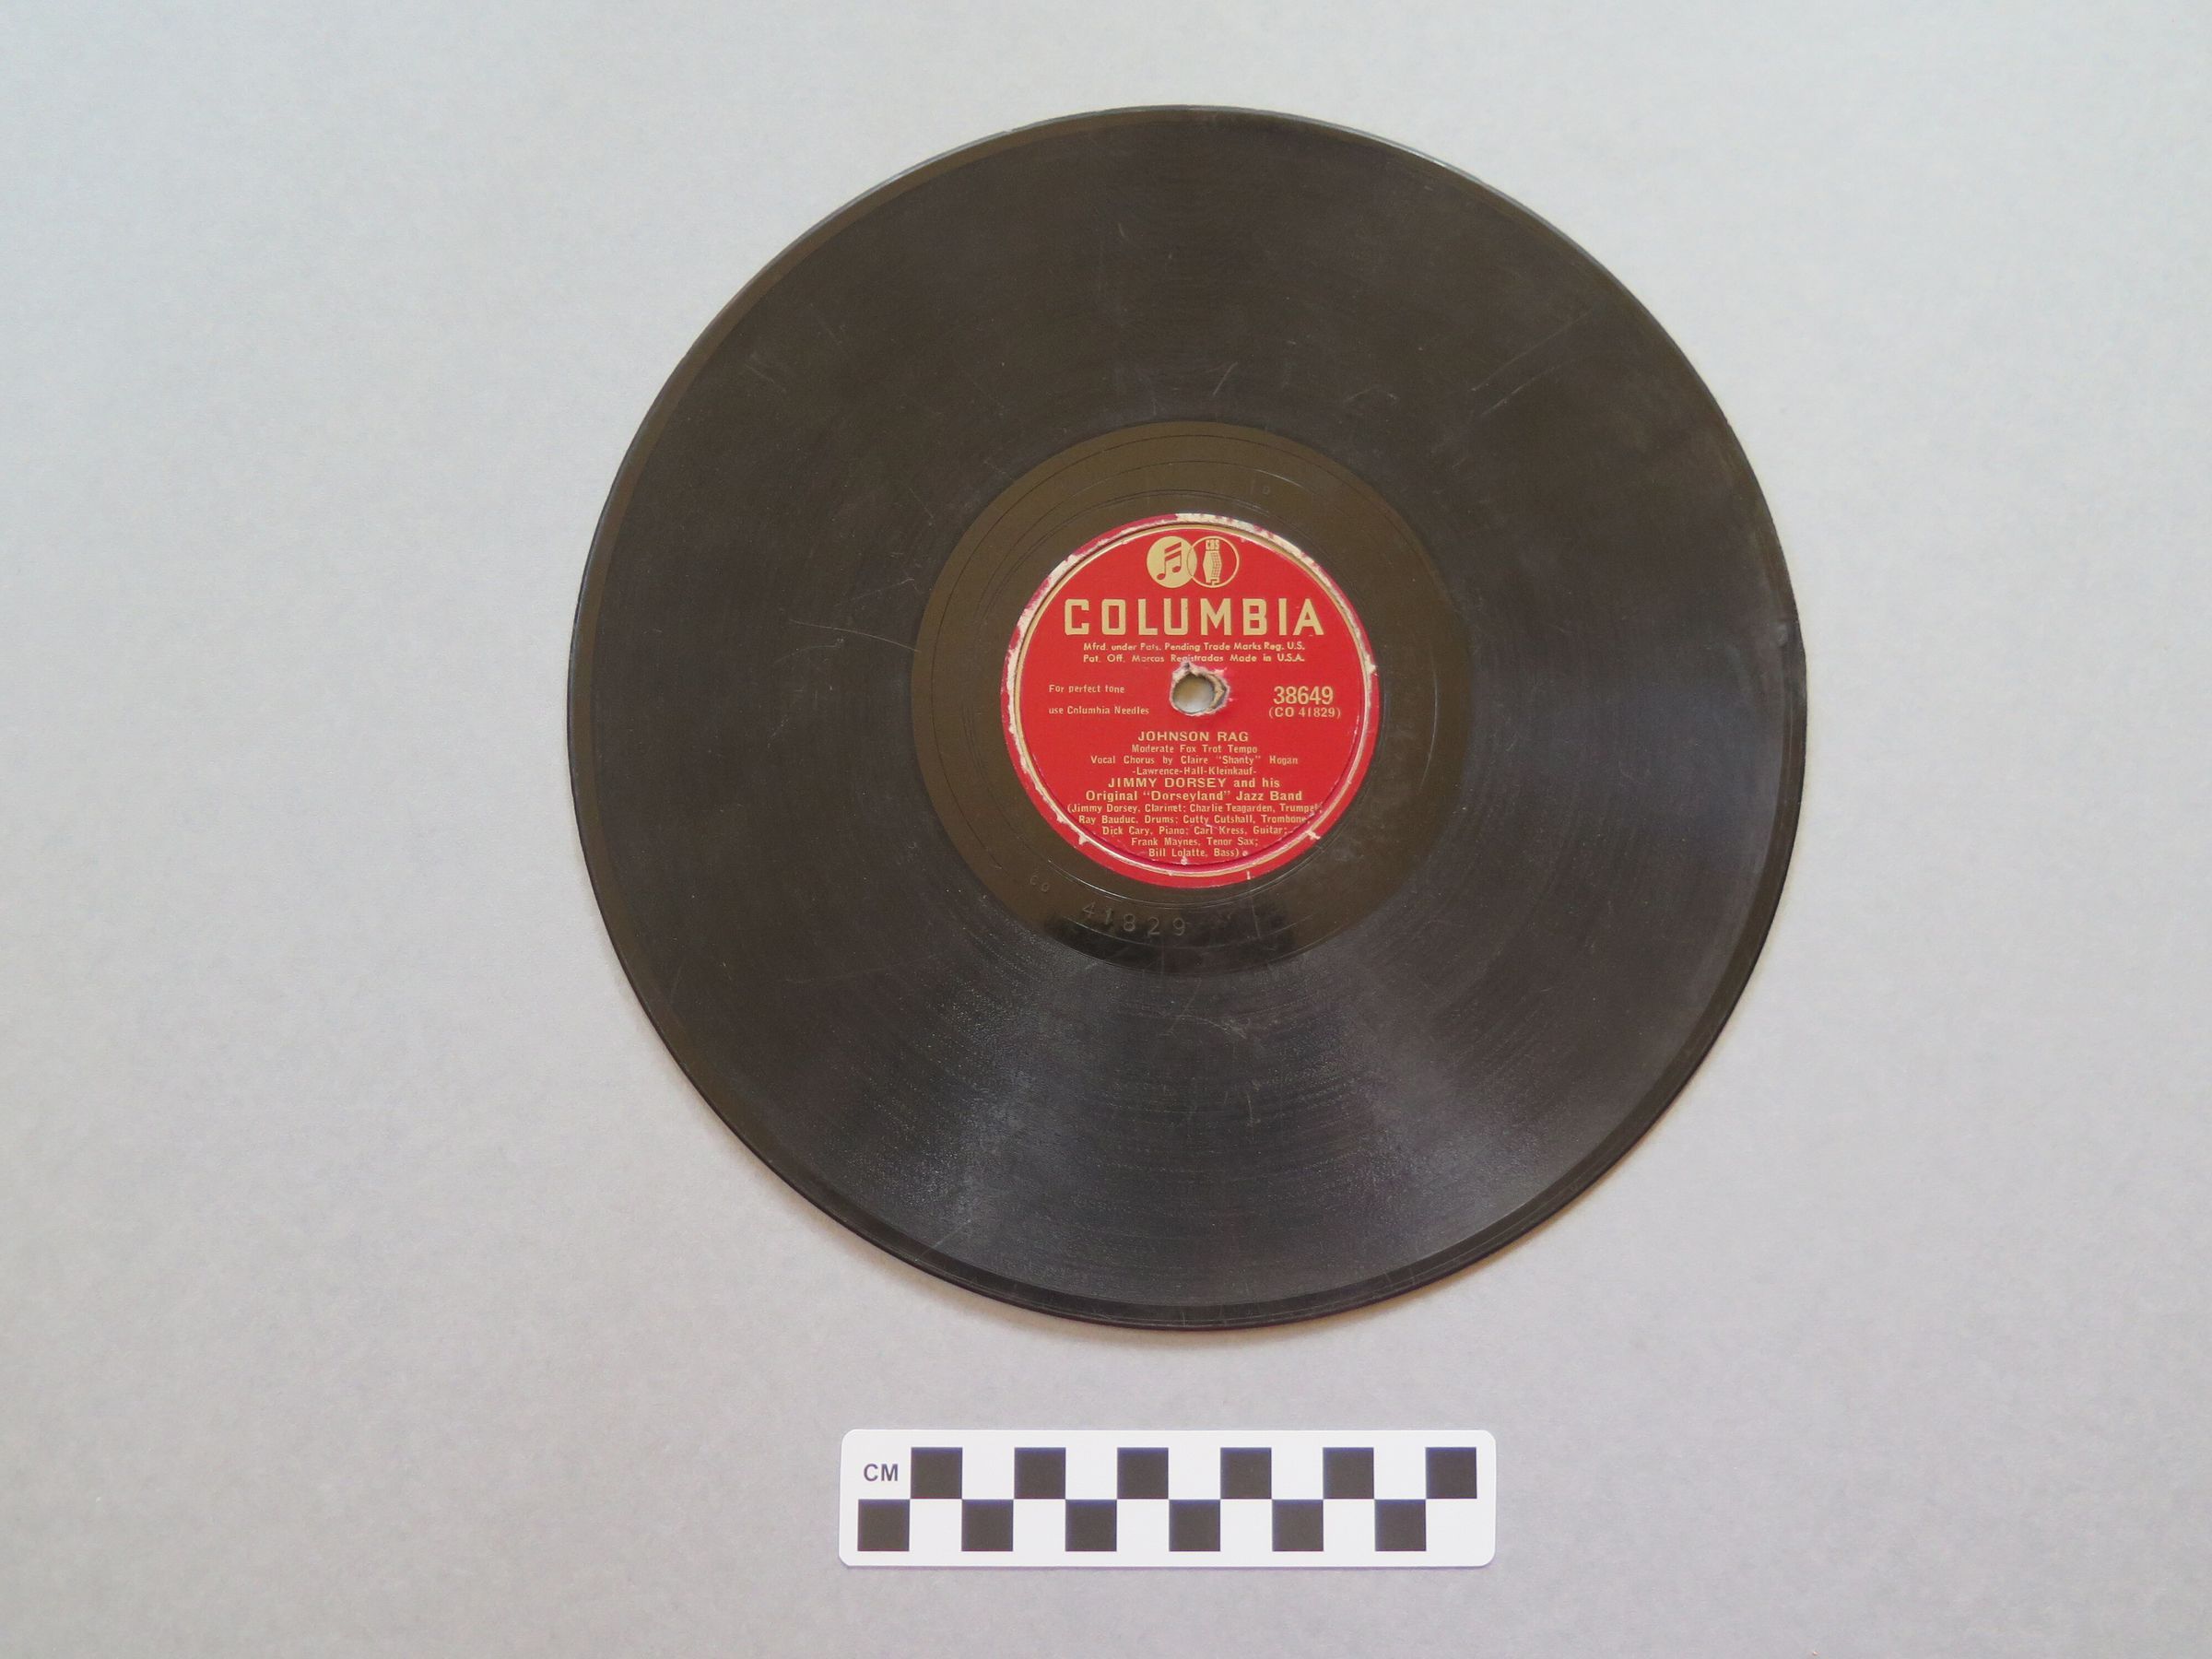 CBS
COLUMBIA
Mfrd. under Pats. Pending Trade Marks Reg. U.S.
Pat. Off. Marcas Registradas Made in U.S.A.
For perfect tone
use Columbia Needles
38649
(CO 41829)
JOHNSON RAG
Moderate Fox Trot Tempo
Vocal Chorus by Claire "Shanty" Hogan
-Lawrence-Hall-Kleinkauf-
JIMMY DORSEY and his
Original "Dorseyland" Jazz Band
(Jimmy Dorsey, Clarinet; Charlie Teagarden, Trumpet
Ray Bauduc, Drums; Cutty Cutshall, Trombone;
Dick Cary, Piano; Carl Kress, Guitar;
Frank Maynes, Tenor Sax;
Bill Lolatte, Bass)
CO
41829
CM